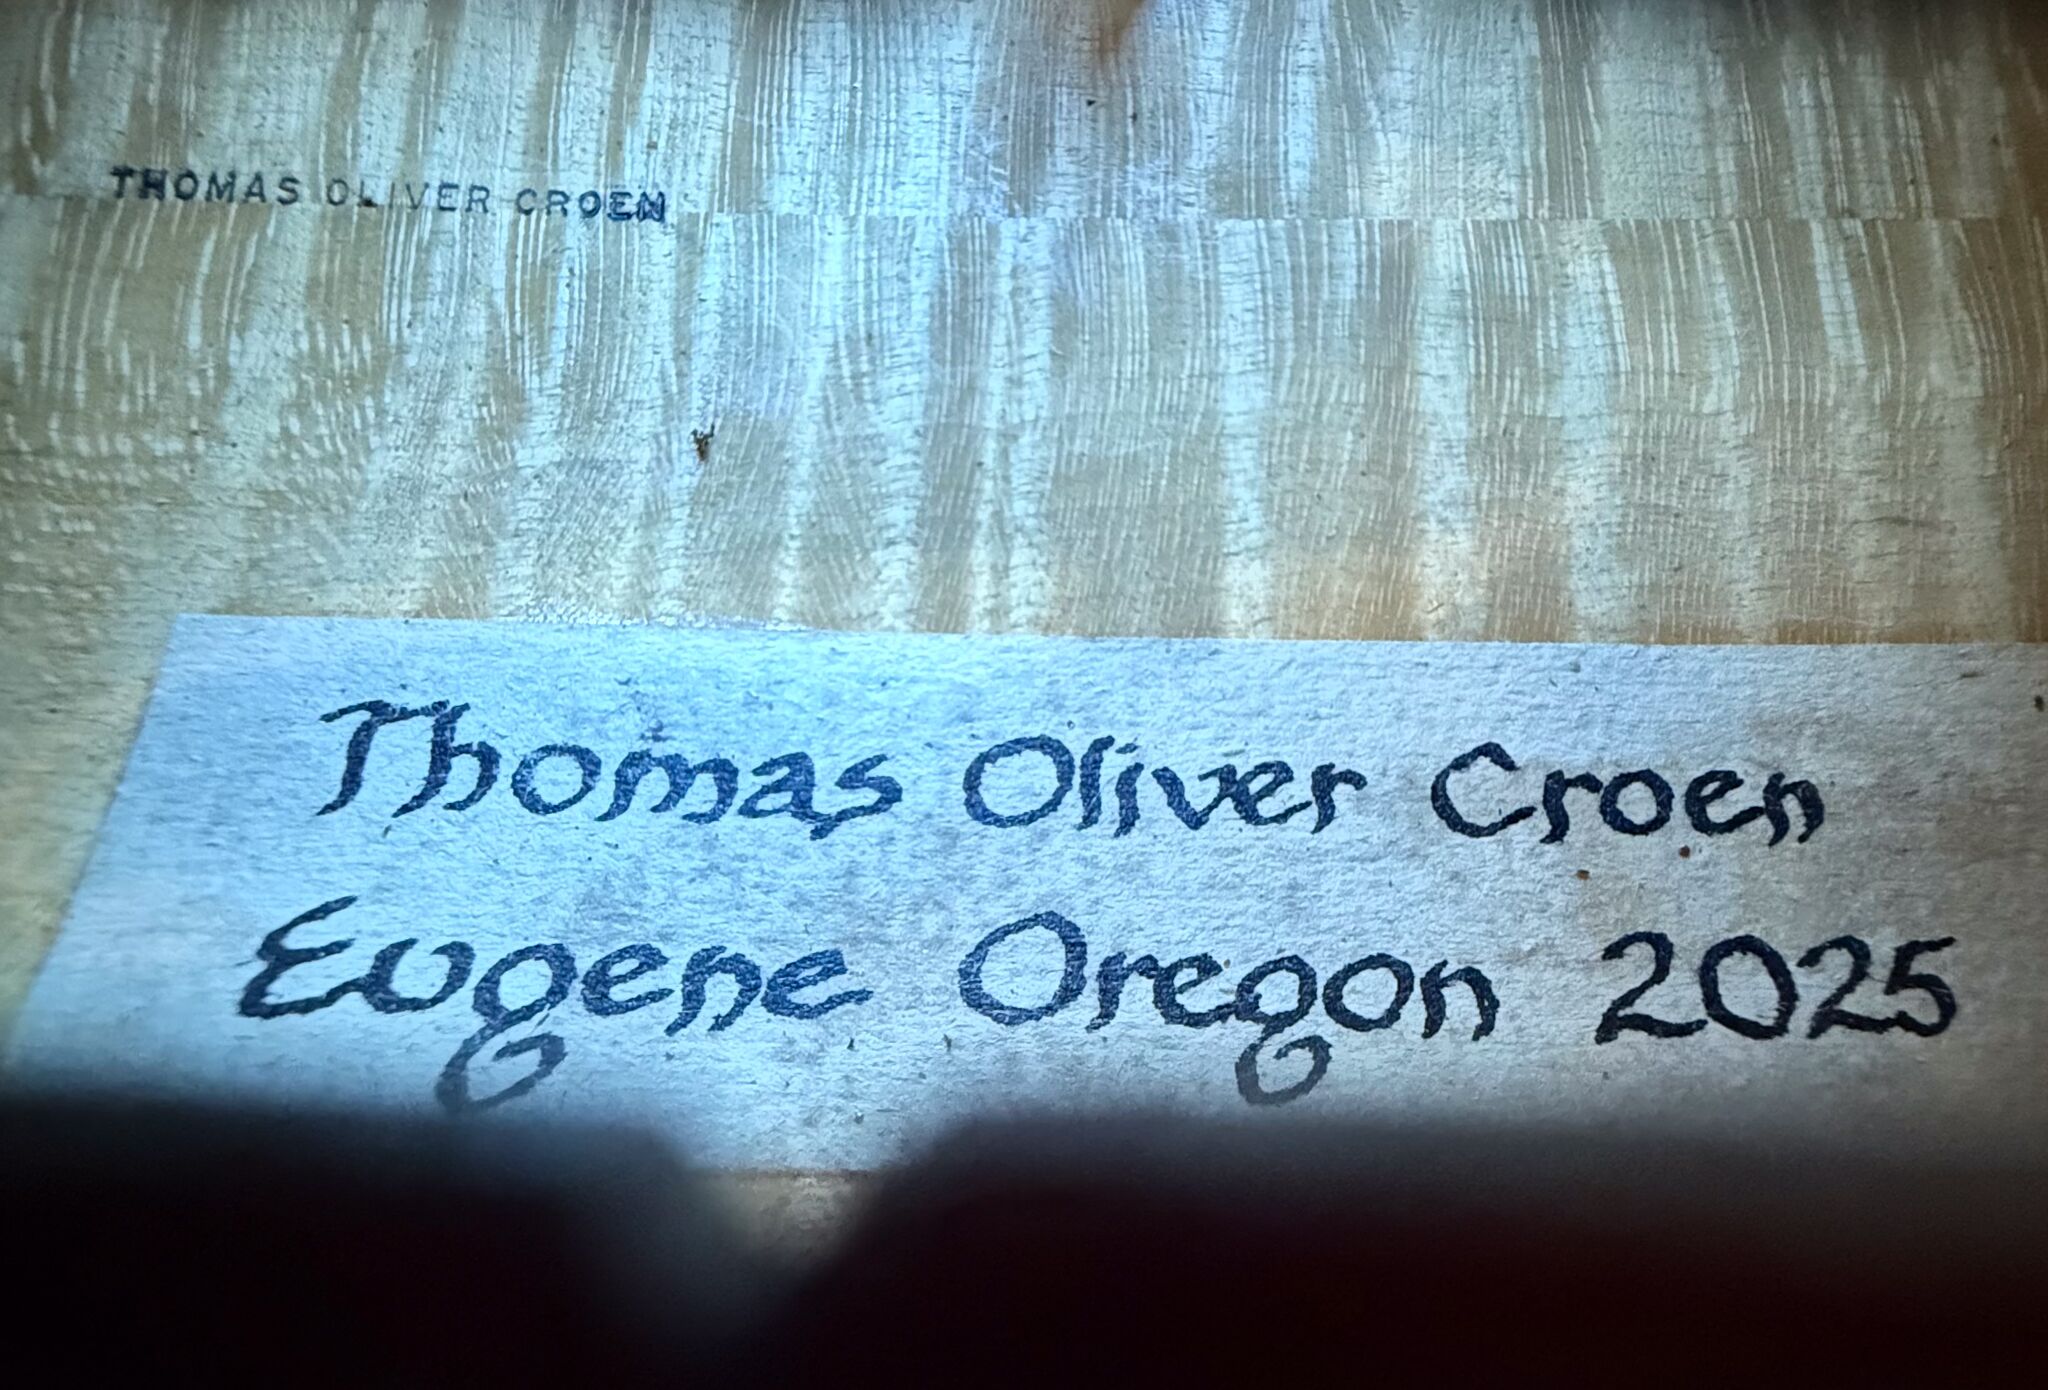 THOMAS OLIVER CROEN
Thomas Oliver Croen
Eugene Oregon 2025